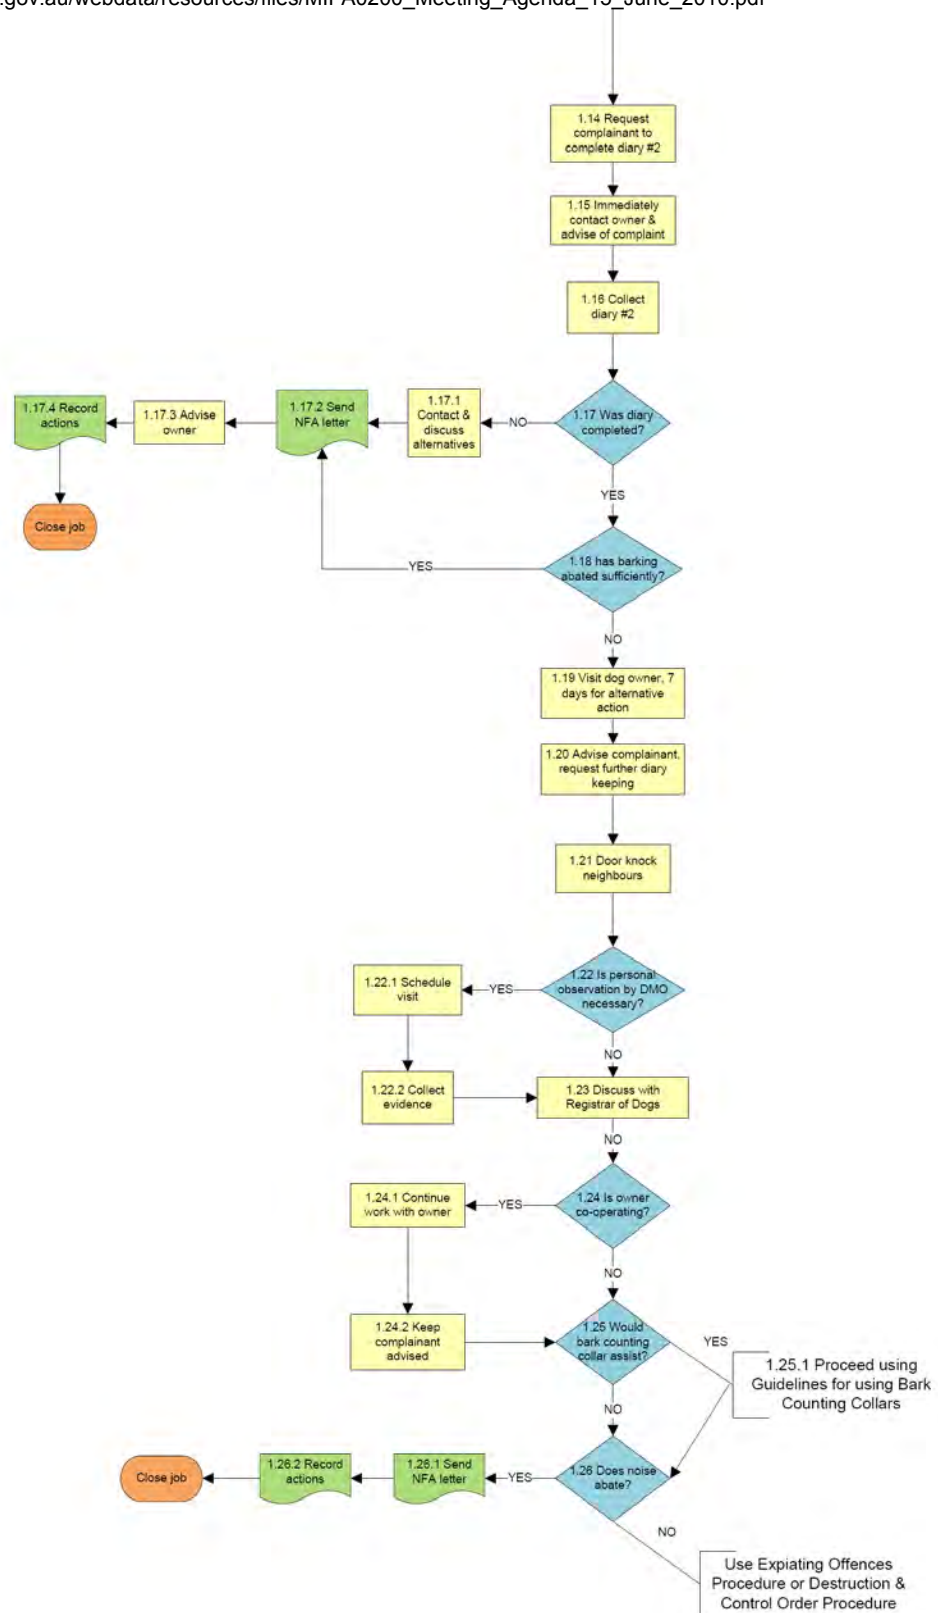 .gov.au/webdata/resources/files/MIPA0200_Meeting_Agenda_15_June_2010.pdf
1.14 Request
complainant to
complete diary #2
1.15 Immediately
contact owner &
advise of complaint
1.16 Collect
diary #2
1.17 Was diary
completed?
NO
1.17.1
Contact &
discuss
alternatives
1.17.2 Send
NFA letter
1.17.3 Advise
owner
1.17.4 Record
actions
Close job
YES
1.18 has barking
abated sufficiently?
YES
NO
1.19 Visit dog owner, 7
days for alternative
action
1.20 Advise complainant,
request further diary
keeping
1.21 Door knock
neighbours
1.22 Is personal
observation by DMO
necessary?
YES
1.22.1 Schedule
visit
1.22.2 Collect
evidence
NO
1.23 Discuss with
Registrar of Dogs
NO
1.24 Is owner
co-operating?
YES
1.24.1 Continue
work with owner
1.24.2 Keep
complainant
advised
NO
1.25 Would
bark counting
collar assist?
YES
1.25.1 Proceed using
Guidelines for using Bark
Counting Collars
NO
1.26 Does noise
abate?
YES
1.26.1 Send
NFA letter
1.26.2 Record
actions
Close job
NO
Use Expiating Offences
Procedure or Destruction &
Control Order Procedure